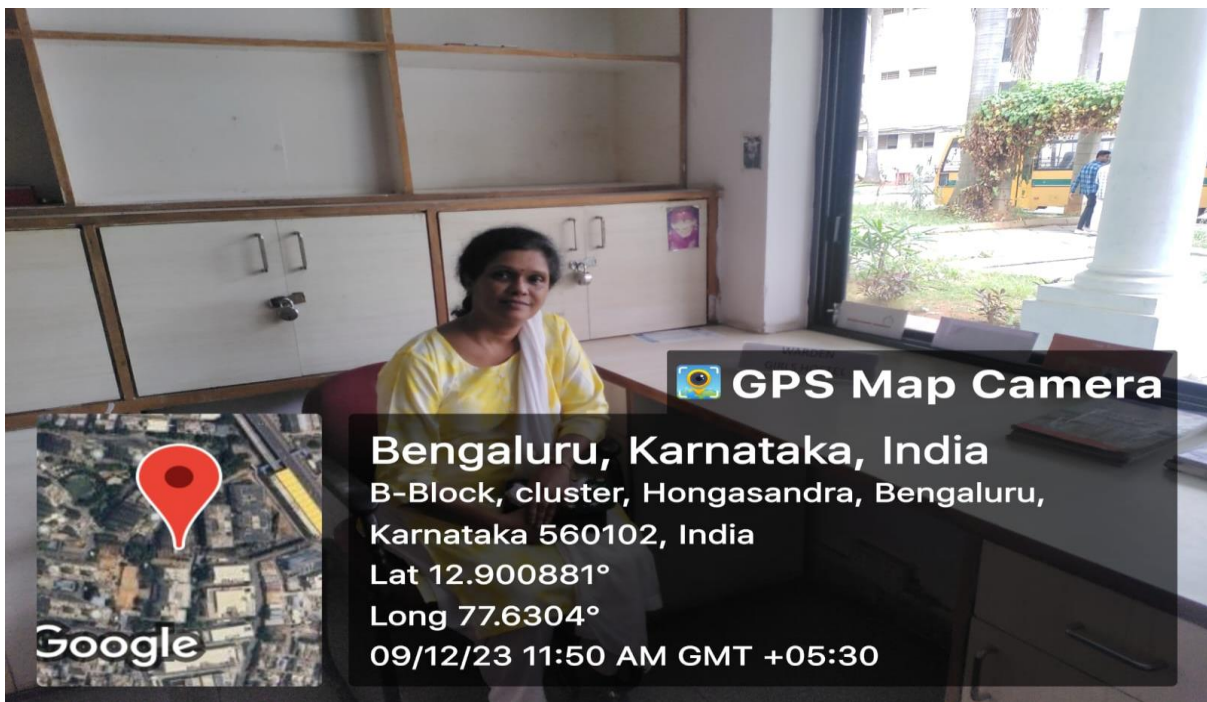 WARDEN
GPS Map Camera
Bengaluru, Karnataka, India
B-Block, cluster, Hongasandra, Bengaluru,
Karnataka 560102, India
Lat 12.900881°
Long 77.6304°
09/12/23 11:50 AM GMT +05:30
Google